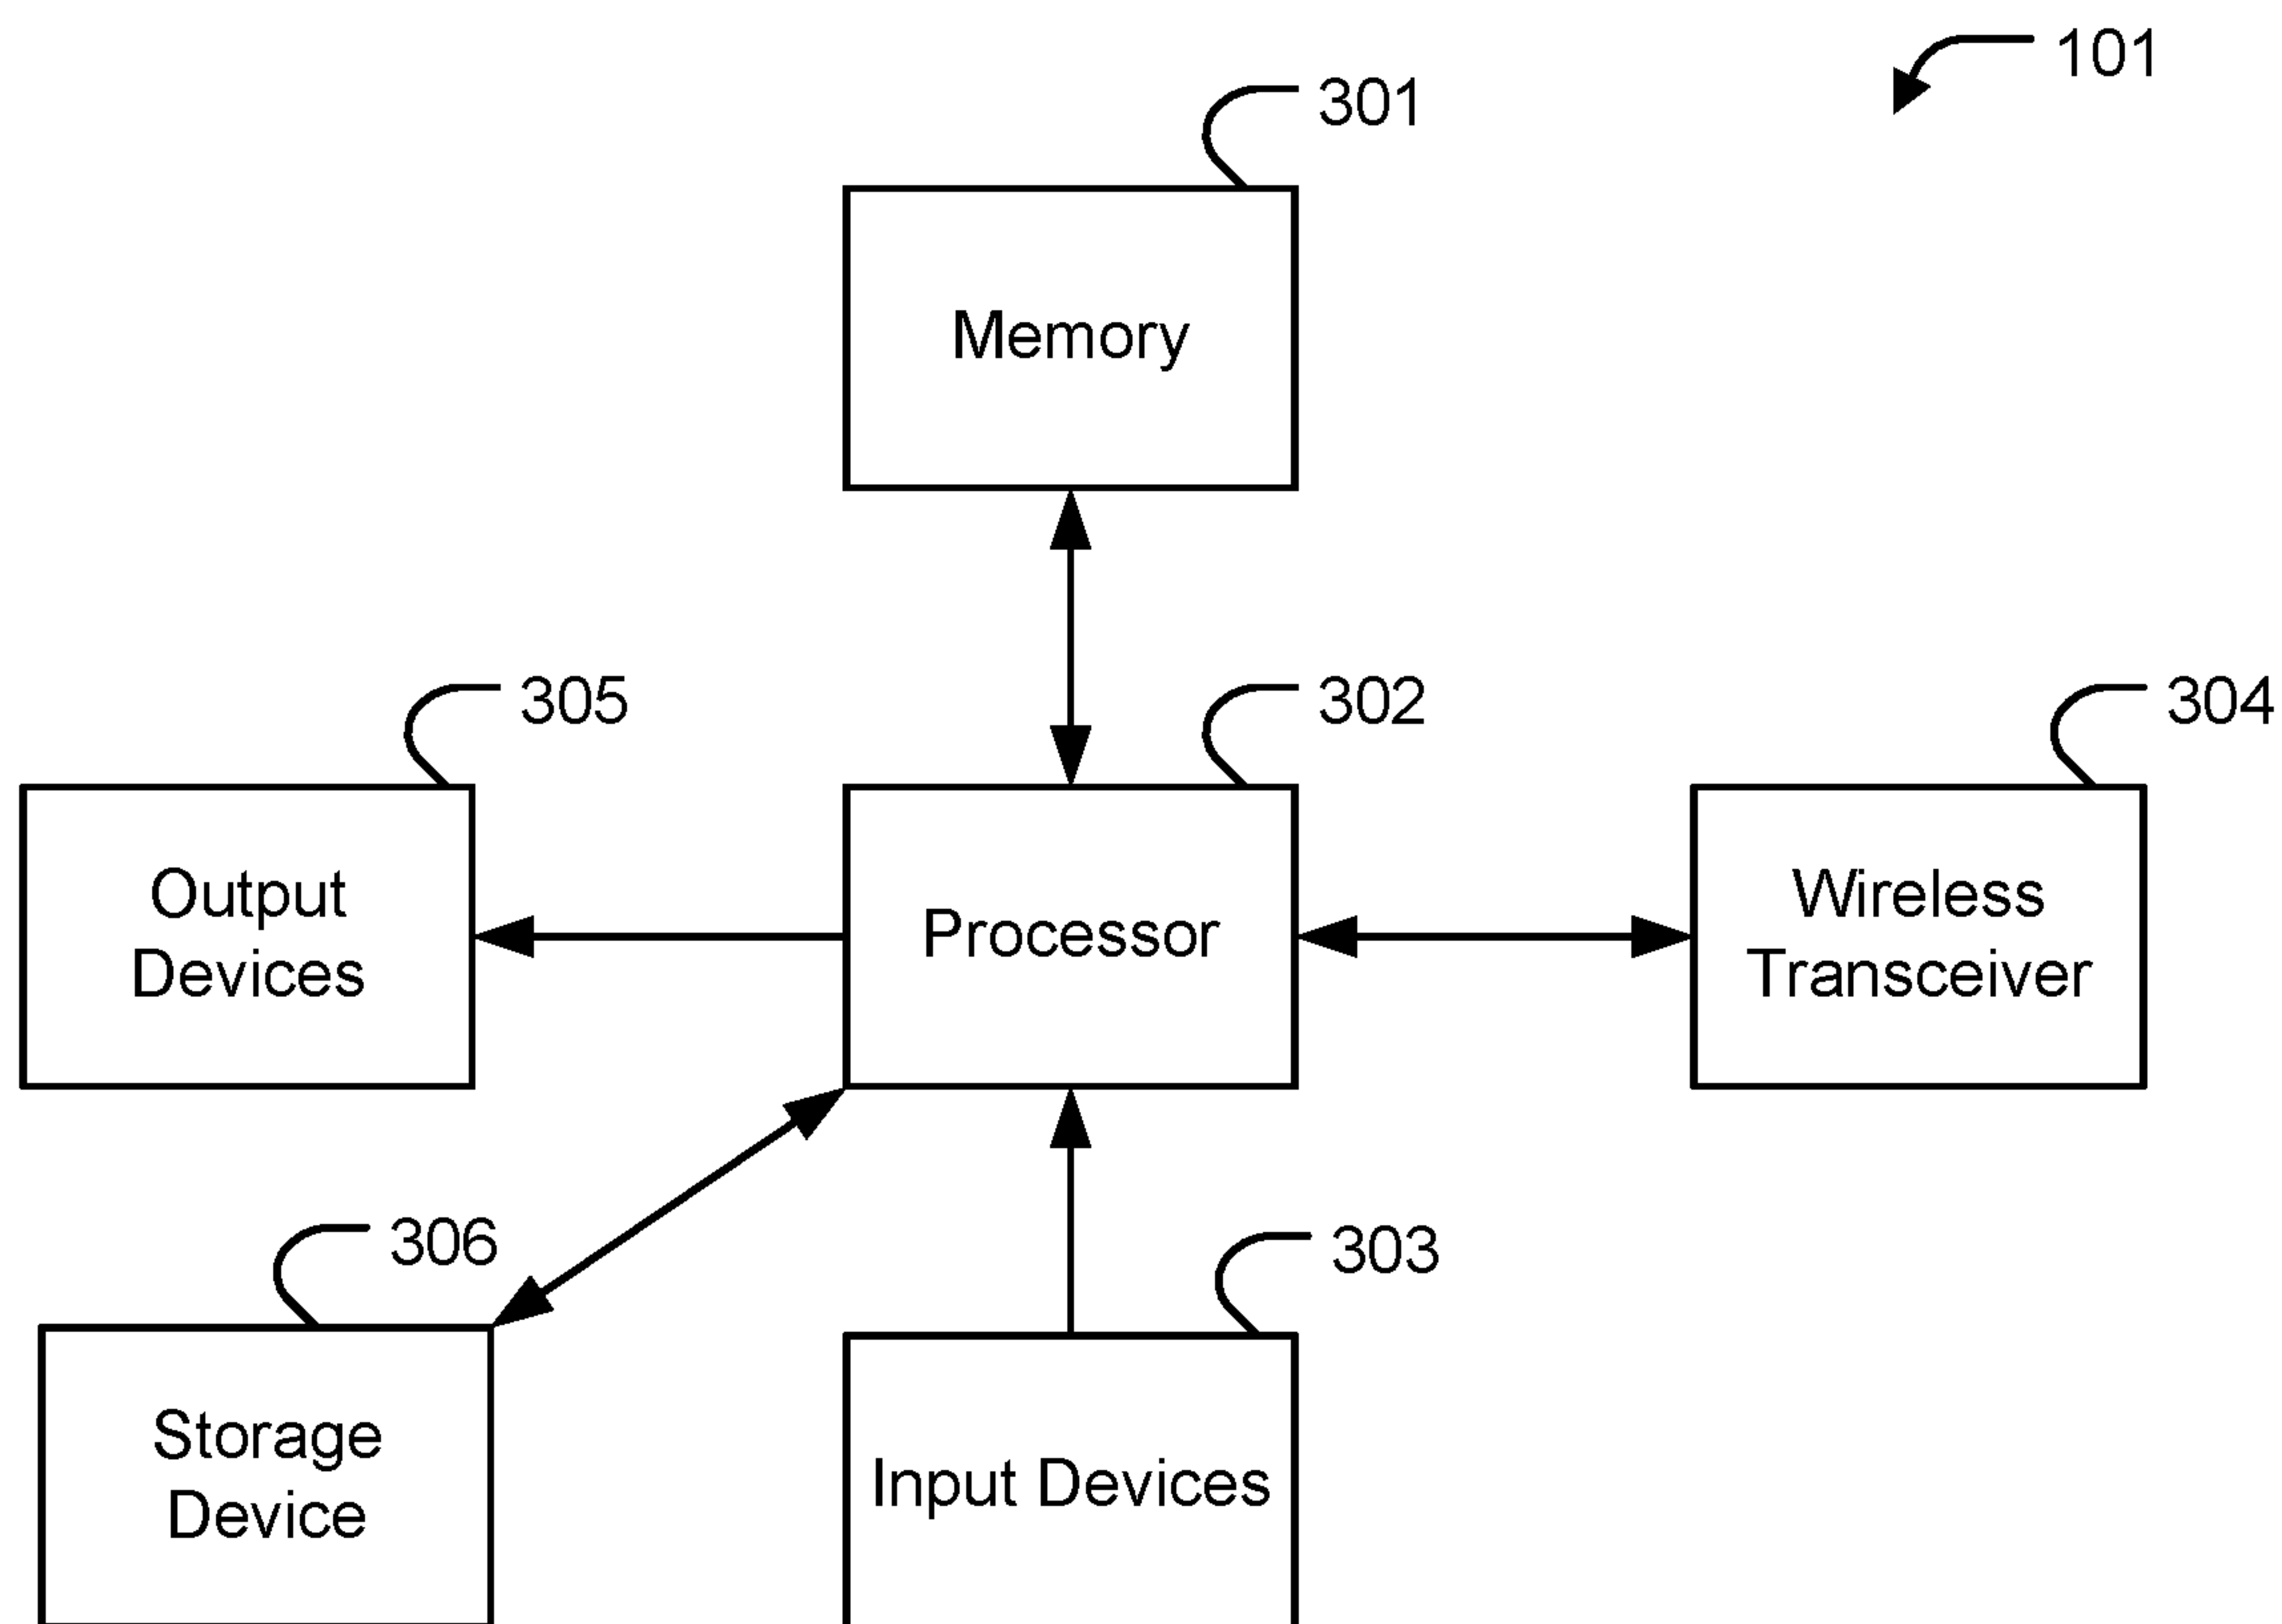 101
301
Memory
305
302
304
Output
Devices
Processor
Wireless
Transceiver
306
303
Storage
Device
Input Devices